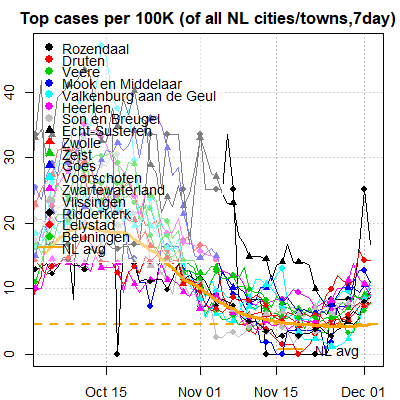 Top cases per 100K (of all NL cities/towns,7day)
Rozendaal
Druten
Veere
Mook en Middelaar
Valkenburg aan de Geul
Heerlen
Son en Breugel
Echt-Susteren
Zwolle
Zeist
Goes
Voorschoten
Zwartewaterland
Vlissingen
Ridderkerk
Lelystad
Beuningen
NL avg
NL avg
0
10
20
30
40
Oct 15
Nov 01
Nov 15
Dec 01